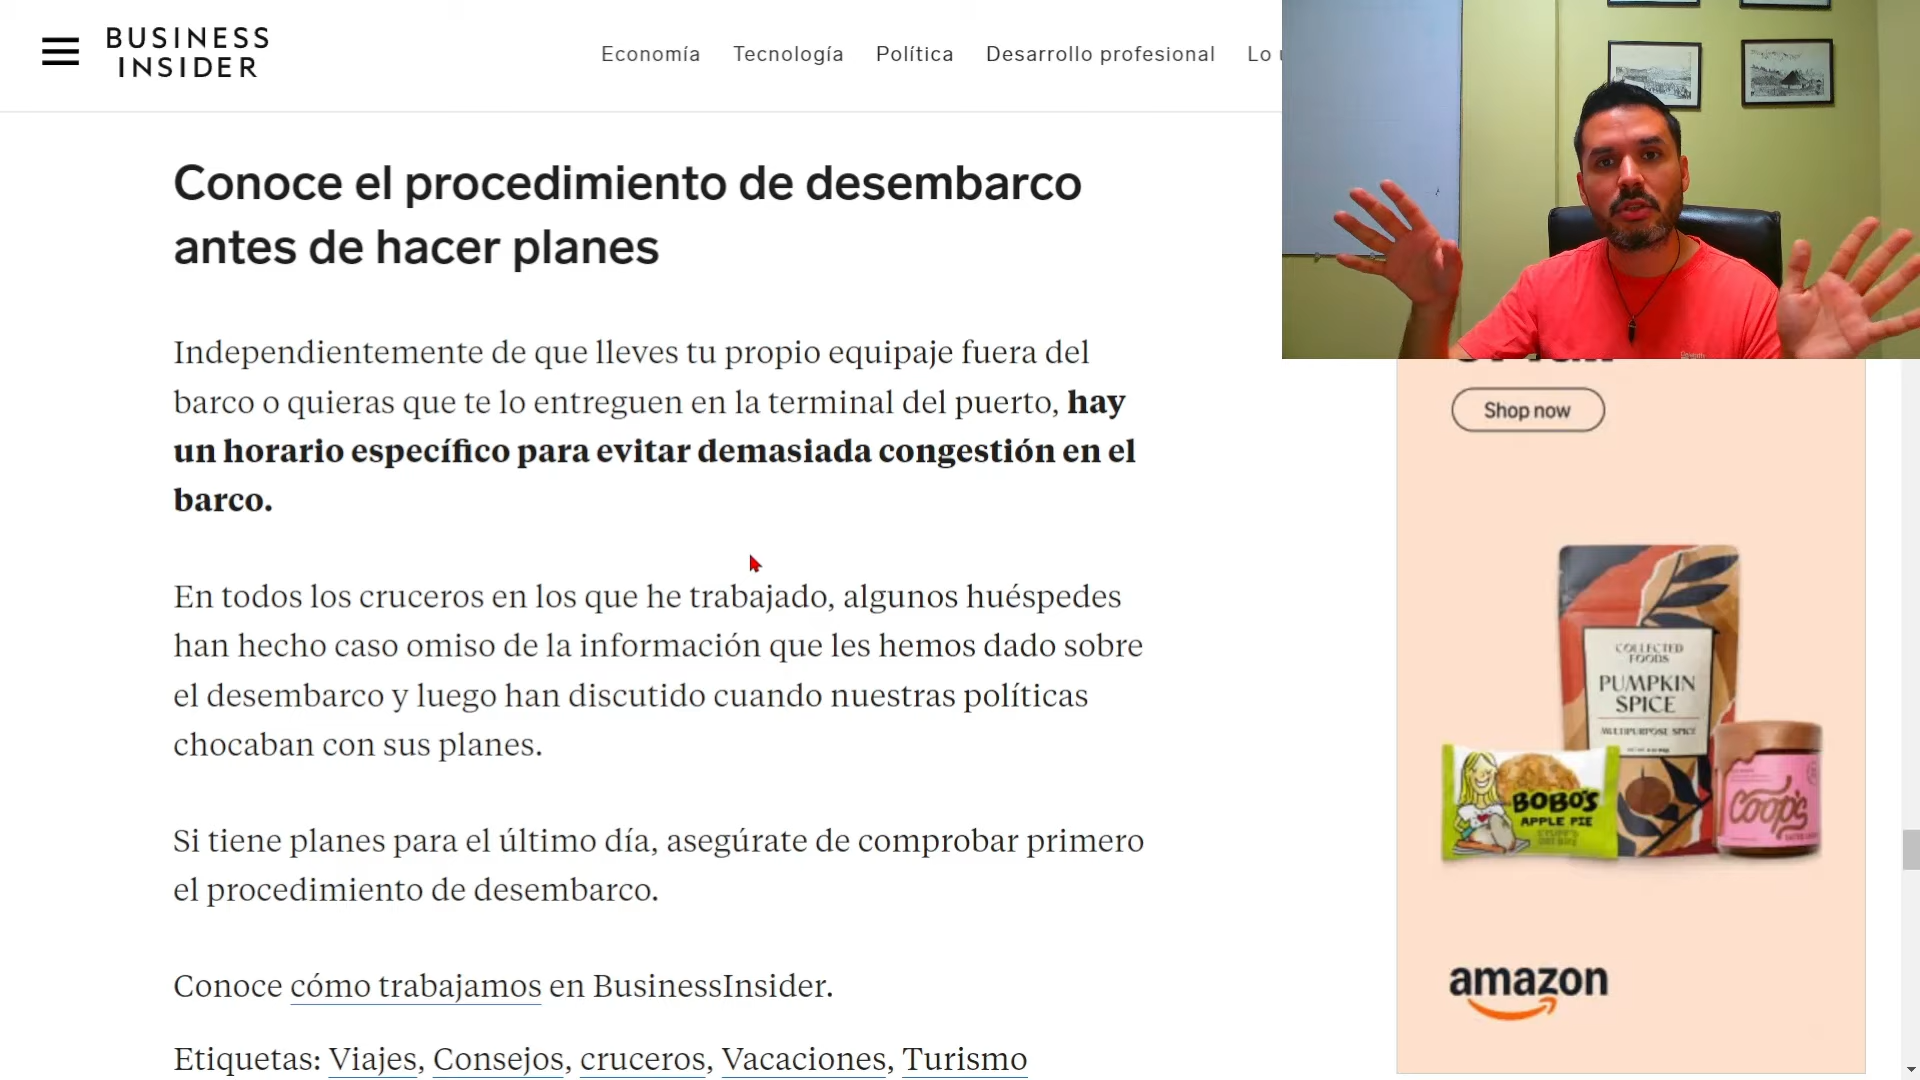 BUSINESS
INSIDER
Economía Tecnología Política Desarrollo profesional Lo
Conoce el procedimiento de desembarco
antes de hacer planes
Independientemente de que lleves tu propio equipaje fuera del
barco o quieras que te lo entreguen en la terminal del puerto, hay
un horario específico para evitar demasiada congestión en el
barco.
En todos los cruceros en los que he trabajado, algunos huéspedes
han hecho caso omiso de la información que les hemos dado sobre
el desembarco y luego han discutido cuando nuestras políticas
chocaban con sus planes.
Si tiene planes para el último día, asegúrate de comprobar primero
el procedimiento de desembarco.
Conoce cómo trabajamos en BusinessInsider.
Etiquetas: Viajes, Consejos, cruceros, Vacaciones, Turismo
Shop now
COLLECTED
FOODS
PUMPKIN
SPICE
MULTIPURPOSE SPICE
BOBO'S
APPLE PIE
Coop's
amazon